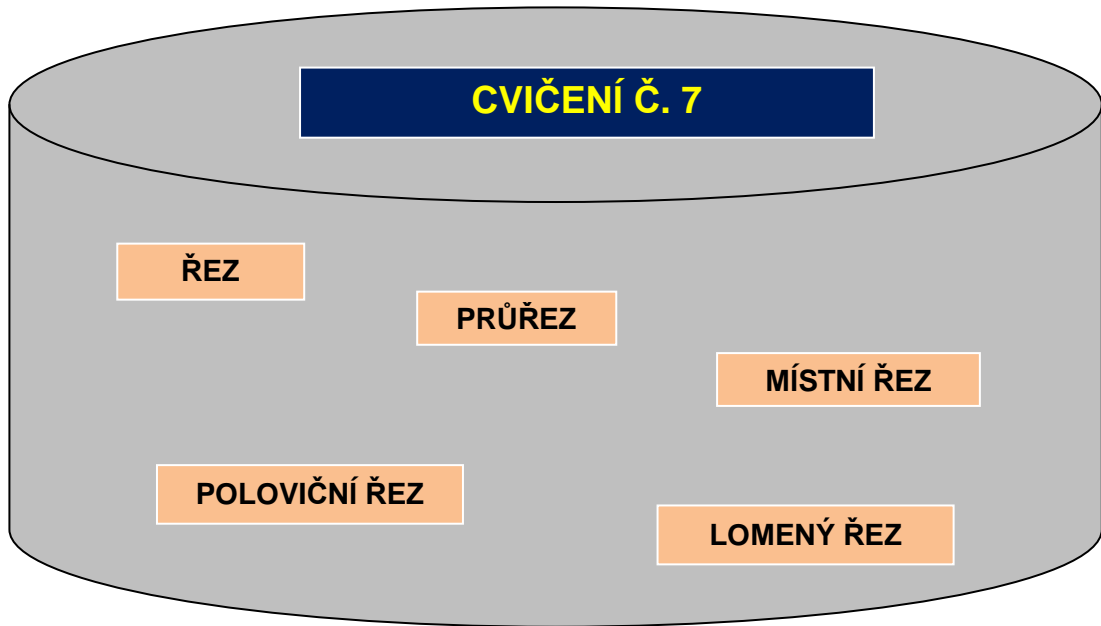 CVIČENÍ Č. 7
ŘEZ
PRŮŘEZ
MÍSTNÍ ŘEZ
POLOVIČNÍ ŘEZ
LOMENÝ ŘEZ